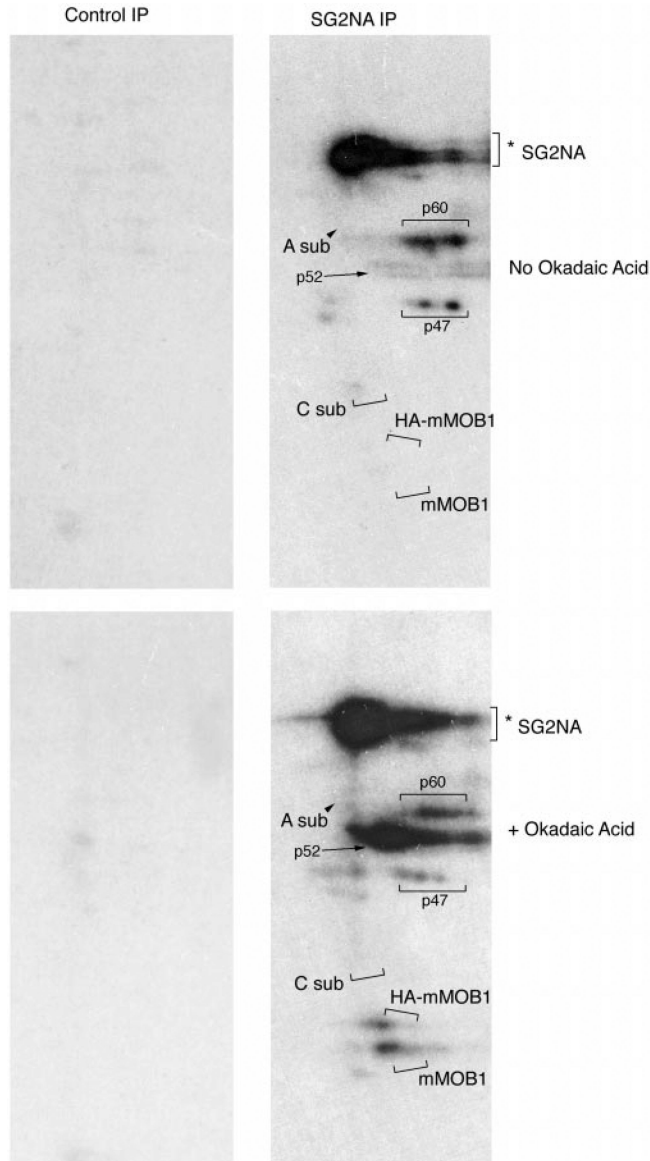 Control IP
SG2NA IP
* SG2NA
p60
A sub
p52
No Okadaic Acid
p47
C sub
HA-mMOB1
mMOB1
* SG2NA
p60
A sub
p52
+ Okadaic Acid
p47
C sub
HA-mMOB1
mMOB1